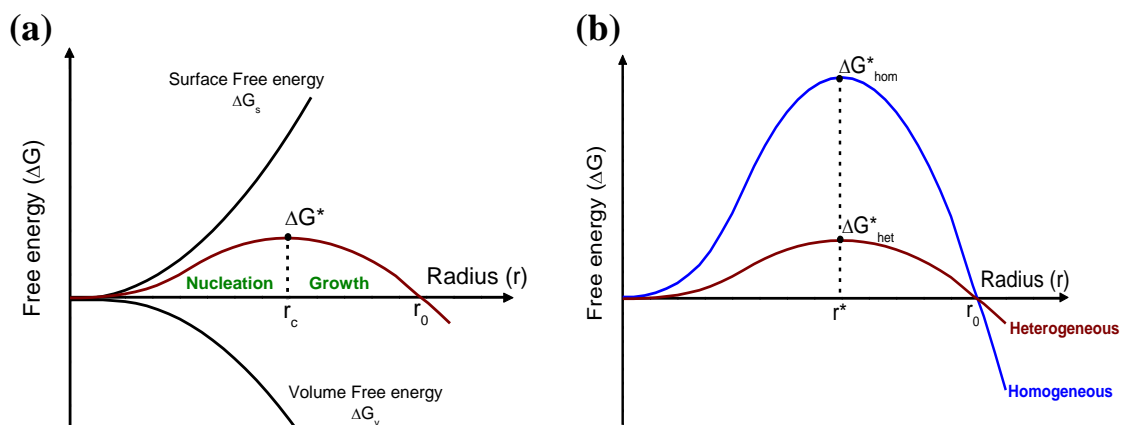 (a)
Surface Free energy
ΔGs
Free energy (ΔG)
ΔG*
Nucleation
Growth
Radius (r)
rc
r0
Volume Free energy
ΔGv
(b)
ΔG*hom
Free energy (ΔG)
ΔG*het
Radius (r)
r*
r0
Heterogeneous
Homogeneous